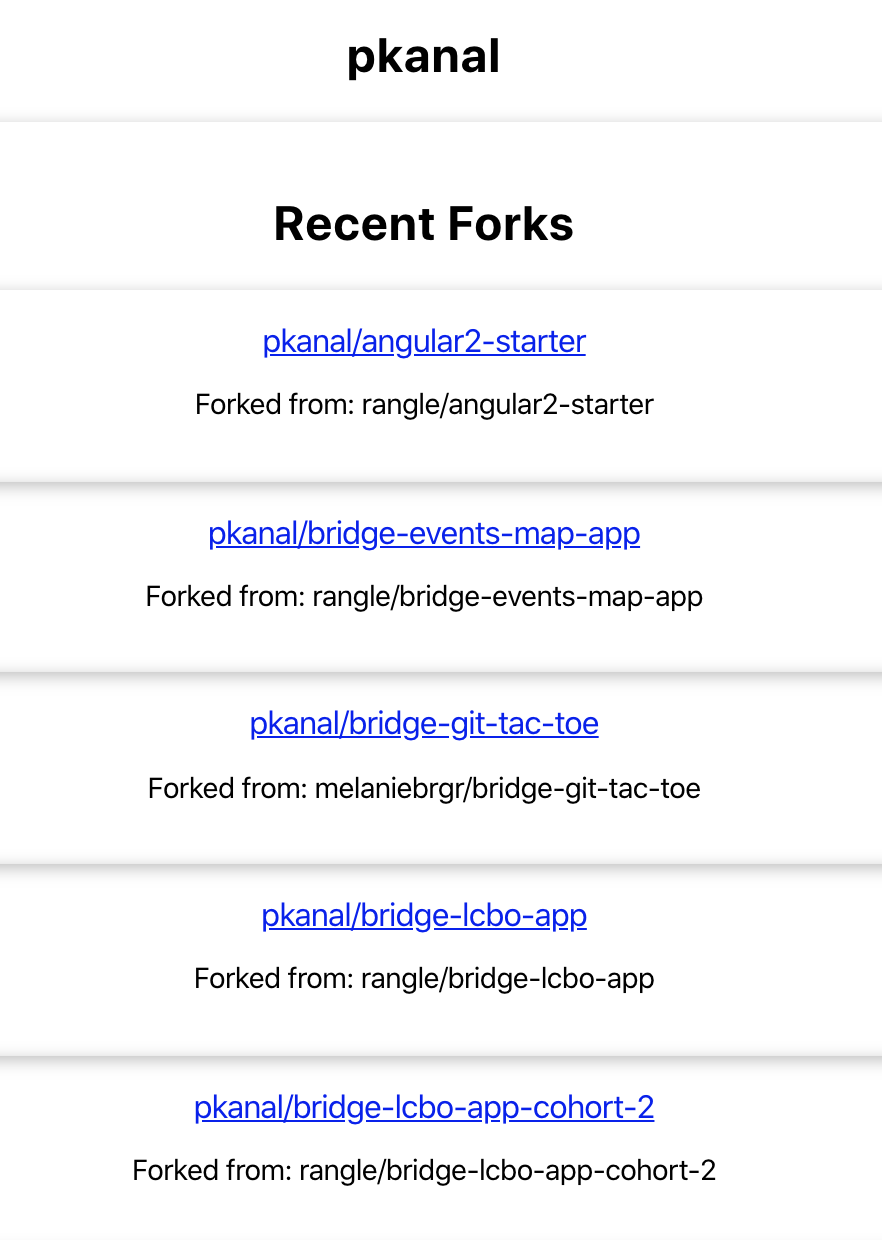 pkanal
Recent Forks
pkanal/angular2-starter
Forked from: rangle/angular2-starter
pkanal/bridge-events-map-app
Forked from: rangle/bridge-events-map-app
pkanal/bridge-git-tac-toe
Forked from: melaniebrgr/bridge-git-tac-toe
pkanal/bridge-lcbo-app
Forked from: rangle/bridge-lcbo-app
pkanal/bridge-lcbo-app-cohort-2
Forked from: rangle/bridge-lcbo-app-cohort-2